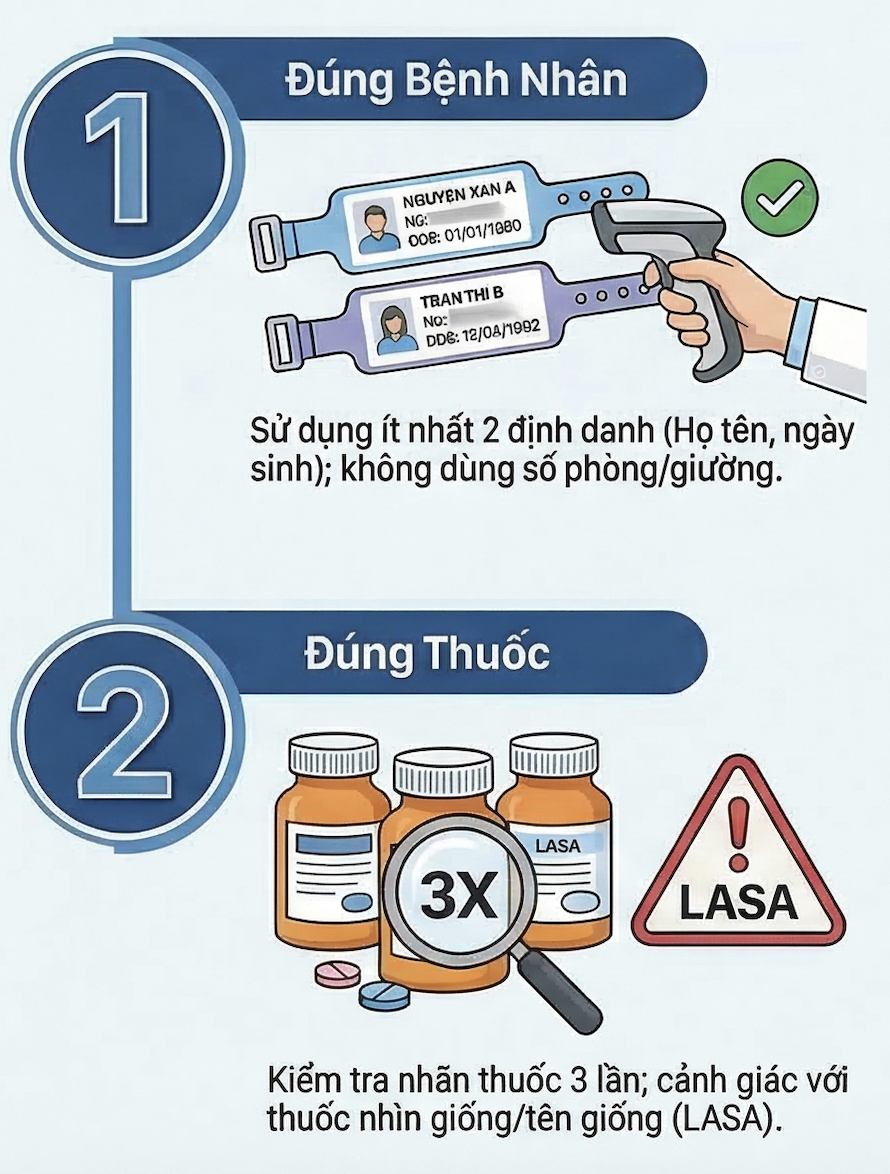 1
Đúng Bệnh Nhân
NGUYEN XAN A
NG:
OOB: 01/01/1980
TRAN THI B
No:
DDB: 12/04/1992
Sử dụng ít nhất 2 định danh (Họ tên, ngày
sinh); không dùng số phòng/giường.
2
Đúng Thuốc
LASA
3X
LASA
Kiểm tra nhãn thuốc 3 lần; cảnh giác với
thuốc nhìn giống/tên giống (LASA).